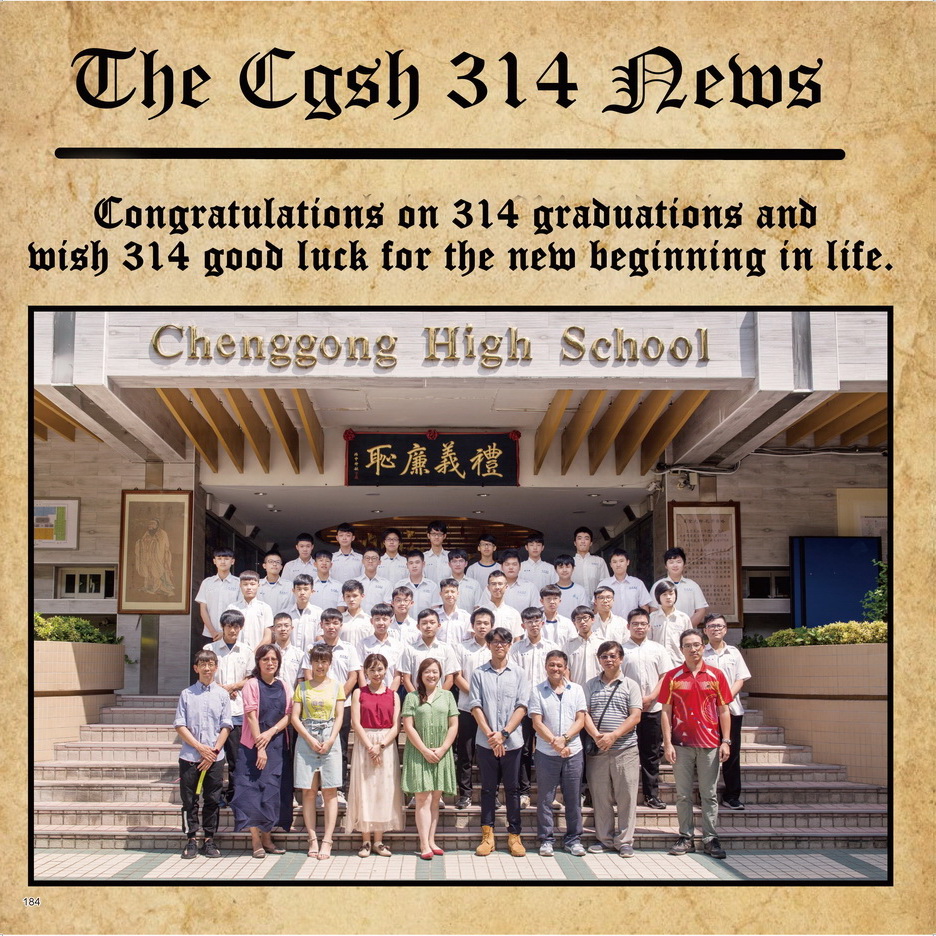 The Cgsh 314 News
Congratulations on 314 graduations and
wish 314 good luck for the new beginning in life.
Chenggong High School
恥廉義禮
184